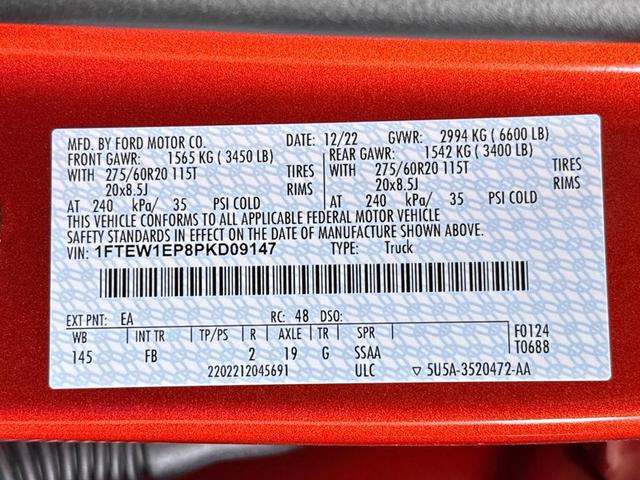 MFD. BY FORD MOTOR CO. DATE: 12/22 GVWR: 2994 KG ( 6600 LB)
FRONT GAWR: 1565 KG ( 3450 LB) REAR GAWR: 1542 KG ( 3400 LB)
WITH 275/60R20 115T TIRES WITH 275/60R20 115T TIRES
20x8.5J RIMS 20x8.5J RIMS
AT 240 kPa/ 35 PSI COLD AT 240 kPa/ 35 PSI COLD
THIS VEHICLE CONFORMS TO ALL APPLICABLE FEDERAL MOTOR VEHICLE
SAFETY STANDARDS IN EFFECT ON THE DATE OF MANUFACTURE SHOWN ABOVE.
VIN: 1FTEW1EP8PKD09147 TYPE: Truck
EXT PNT: EA RC: 48 DSO:
WB INT TR TP/PS R AXLE TR SPR F0124
145 FB 2 19 G SSAA T0688
2202212045691 ULC 5U5A-3520472-AA